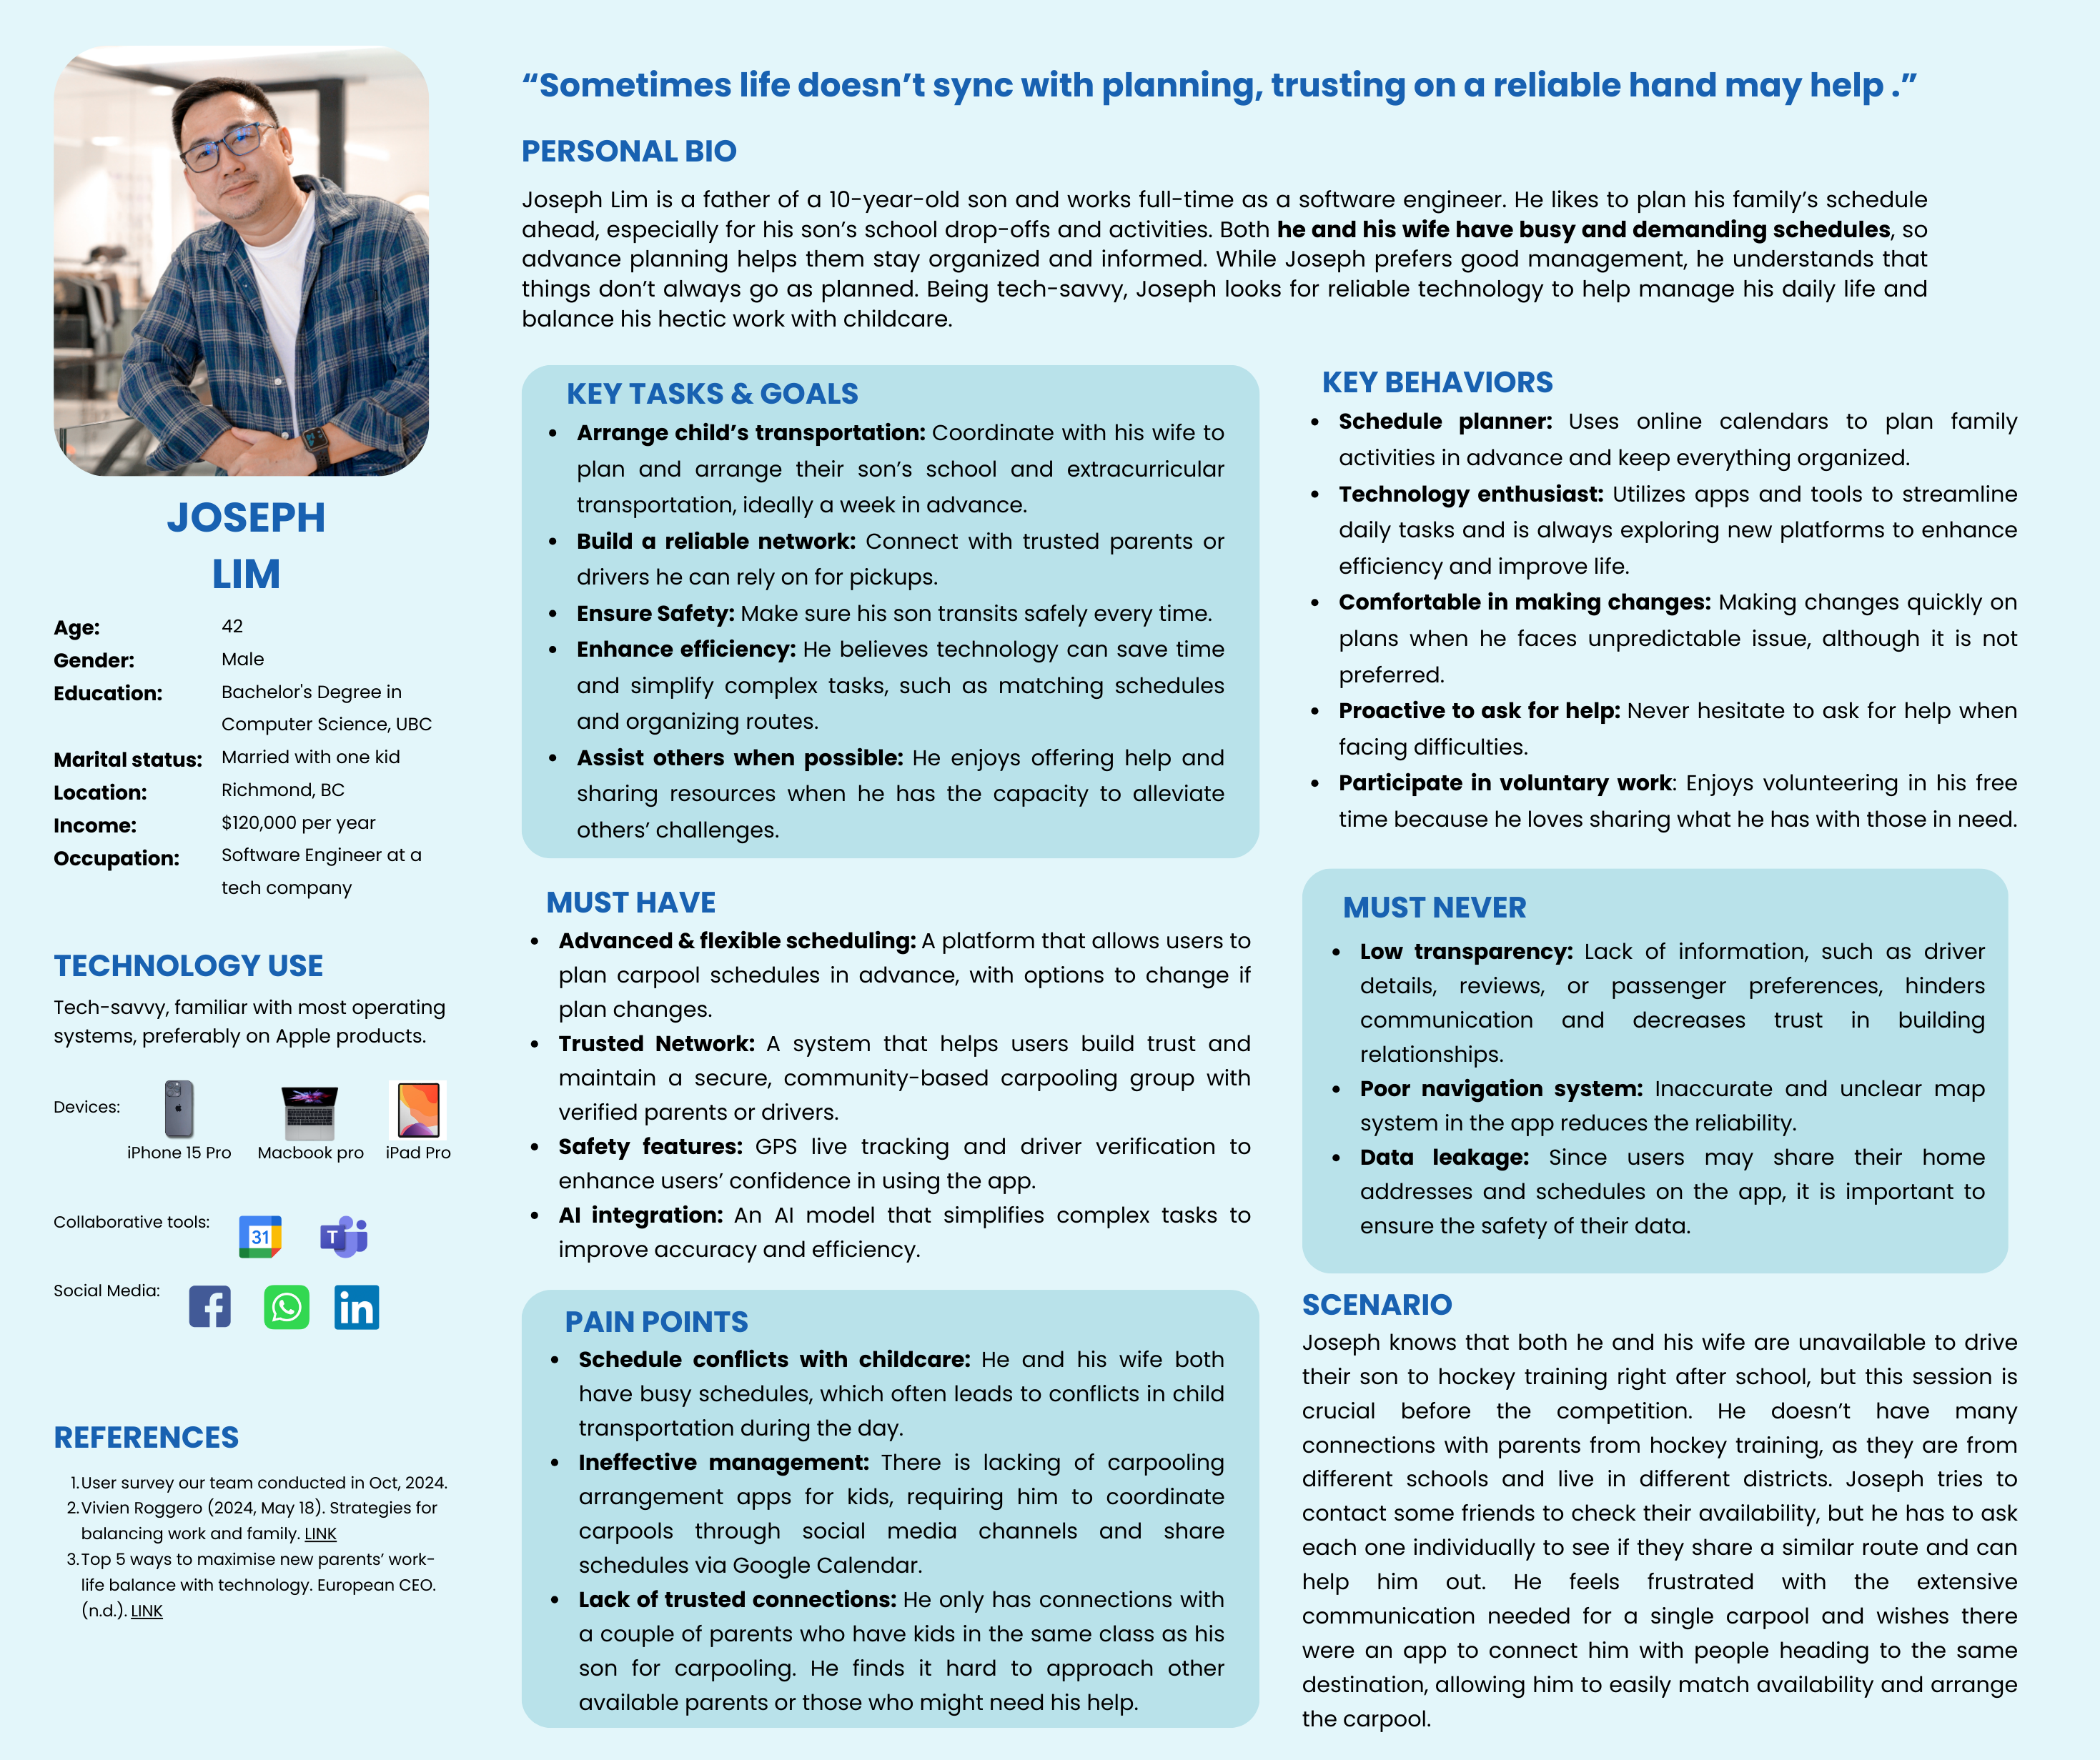 “Sometimes life doesn’t sync with planning, trusting on a reliable hand may help .”
PERSONAL BIO
Joseph Lim is a father of a 10-year-old son and works full-time as a software engineer. He likes to plan his family’s schedule
ahead, especially for his son’s school drop-offs and activities. Both he and his wife have busy and demanding schedules, so
advance planning helps them stay organized and informed. While Joseph prefers good management, he understands that
things don’t always go as planned. Being tech-savvy, Joseph looks for reliable technology to help manage his daily life and
balance his hectic work with childcare.
JOSEPH
LIM
Age: 42
Gender: Male
Education: Bachelor's Degree in
Computer Science, UBC
Marital status: Married with one kid
Location: Richmond, BC
Income: $120,000 per year
Occupation: Software Engineer at a
tech company
TECHNOLOGY USE
Tech-savvy, familiar with most operating
systems, preferably on Apple products.
Devices:
iPhone 15 Pro Macbook pro iPad Pro
Collaborative tools:
31 T
Social Media:
f in
REFERENCES
1. User survey our team conducted in Oct, 2024.
2. Vivien Roggero (2024, May 18). Strategies for
balancing work and family. LINK
3. Top 5 ways to maximise new parents’ work-
life balance with technology. European CEO.
(n.d.). LINK
KEY TASKS & GOALS
• Arrange child’s transportation: Coordinate with his wife to
plan and arrange their son’s school and extracurricular
transportation, ideally a week in advance.
• Build a reliable network: Connect with trusted parents or
drivers he can rely on for pickups.
• Ensure Safety: Make sure his son transits safely every time.
• Enhance efficiency: He believes technology can save time
and simplify complex tasks, such as matching schedules
and organizing routes.
• Assist others when possible: He enjoys offering help and
sharing resources when he has the capacity to alleviate
others’ challenges.
MUST HAVE
• Advanced & flexible scheduling: A platform that allows users to
plan carpool schedules in advance, with options to change if
plan changes.
• Trusted Network: A system that helps users build trust and
maintain a secure, community-based carpooling group with
verified parents or drivers.
• Safety features: GPS live tracking and driver verification to
enhance users’ confidence in using the app.
• AI integration: An AI model that simplifies complex tasks to
improve accuracy and efficiency.
PAIN POINTS
• Schedule conflicts with childcare: He and his wife both
have busy schedules, which often leads to conflicts in child
transportation during the day.
• Ineffective management: There is lacking of carpooling
arrangement apps for kids, requiring him to coordinate
carpools through social media channels and share
schedules via Google Calendar.
• Lack of trusted connections: He only has connections with
a couple of parents who have kids in the same class as his
son for carpooling. He finds it hard to approach other
available parents or those who might need his help.
KEY BEHAVIORS
• Schedule planner: Uses online calendars to plan family
activities in advance and keep everything organized.
• Technology enthusiast: Utilizes apps and tools to streamline
daily tasks and is always exploring new platforms to enhance
efficiency and improve life.
• Comfortable in making changes: Making changes quickly on
plans when he faces unpredictable issue, although it is not
preferred.
• Proactive to ask for help: Never hesitate to ask for help when
facing difficulties.
• Participate in voluntary work: Enjoys volunteering in his free
time because he loves sharing what he has with those in need.
MUST NEVER
• Low transparency: Lack of information, such as driver
details, reviews, or passenger preferences, hinders
communication and decreases trust in building
relationships.
• Poor navigation system: Inaccurate and unclear map
system in the app reduces the reliability.
• Data leakage: Since users may share their home
addresses and schedules on the app, it is important to
ensure the safety of their data.
SCENARIO
Joseph knows that both he and his wife are unavailable to drive
their son to hockey training right after school, but this session is
crucial before the competition. He doesn’t have many
connections with parents from hockey training, as they are from
different schools and live in different districts. Joseph tries to
contact some friends to check their availability, but he has to ask
each one individually to see if they share a similar route and can
help him out. He feels frustrated with the extensive
communication needed for a single carpool and wishes there
were an app to connect him with people heading to the same
destination, allowing him to easily match availability and arrange
the carpool.